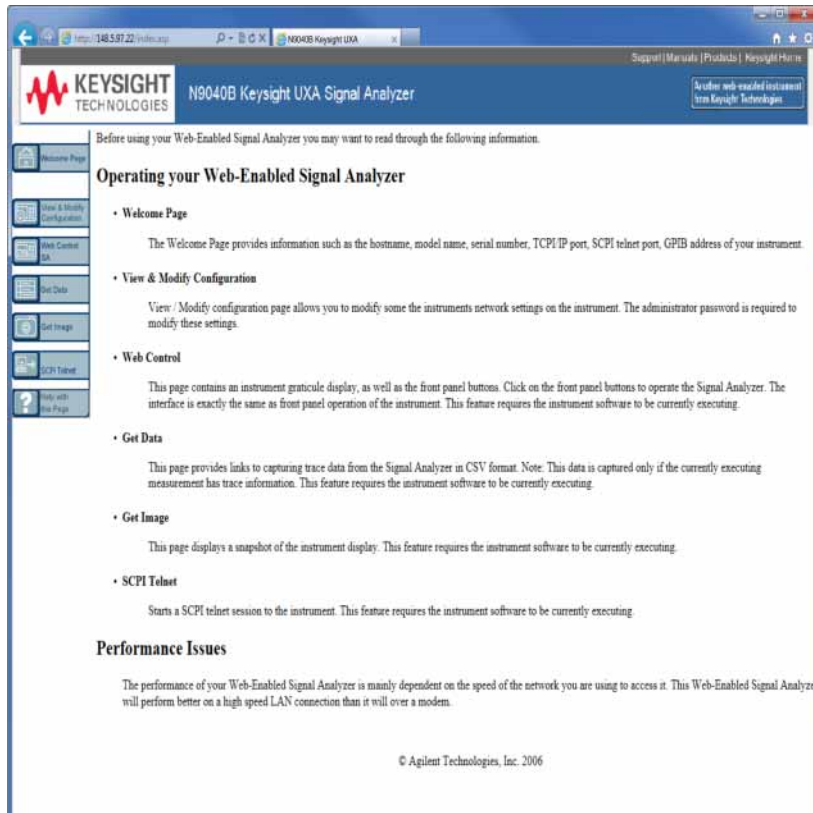 http://148.5.97.22/index.asp
N9040B Keysight UXA
Support | Manuals | Products | Keysight Home
KEYSIGHT
TECHNOLOGIES
N9040B Keysight UXA Signal Analyzer
Another web-enabled instrument
from Keysight Technologies
Before using your Web-Enabled Signal Analyzer you may want to read through the following information.
Welcome Page
View & Modify
Configuration
Web Control
SA
Get Data
Get Image
SCPI Telnet
Help with
this Page
Operating your Web-Enabled Signal Analyzer
• Welcome Page
The Welcome Page provides information such as the hostname, model name, serial number, TCPI/IP port, SCPI telnet port, GPIB address of your instrument.
• View & Modify Configuration
View / Modify configuration page allows you to modify some the instruments network settings on the instrument. The administrator password is required to
modify these settings.
• Web Control
This page contains an instrument graticule display, as well as the front panel buttons. Click on the front panel buttons to operate the Signal Analyzer. The
interface is exactly the same as front panel operation of the instrument. This feature requires the instrument software to be currently executing.
• Get Data
This page provides links to capturing trace data from the Signal Analyzer in CSV format. Note: This data is captured only if the currently executing
measurement has trace information. This feature requires the instrument software to be currently executing.
• Get Image
This page displays a snapshot of the instrument display. This feature requires the instrument software to be currently executing.
• SCPI Telnet
Starts a SCPI telnet session to the instrument. This feature requires the instrument software to be currently executing.
Performance Issues
The performance of your Web-Enabled Signal Analyzer is mainly dependent on the speed of the network you are using to access it. This Web-Enabled Signal Analyze
will perform better on a high speed LAN connection than it will over a modem.
© Agilent Technologies, Inc. 2006